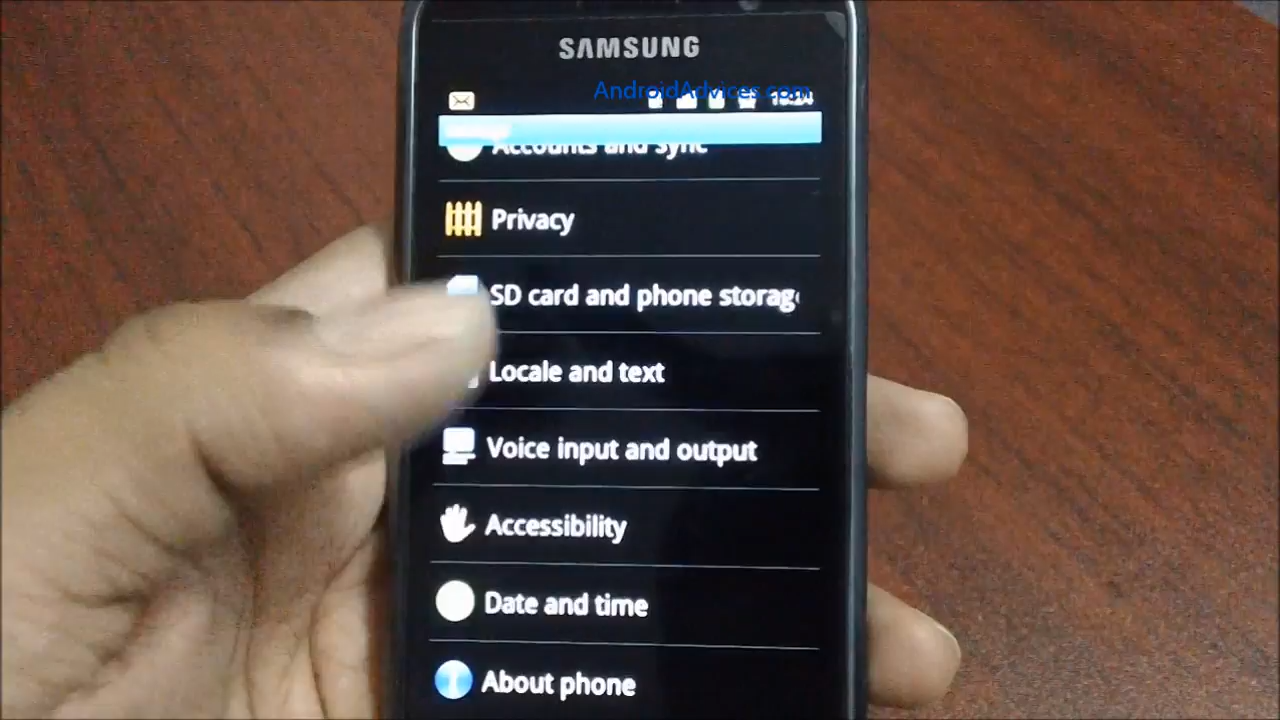 SAMSUNG
AndroidAdvices.com
Accounts and sync
Privacy
SD card and phone storage
Locale and text
Voice input and output
Accessibility
Date and time
About phone